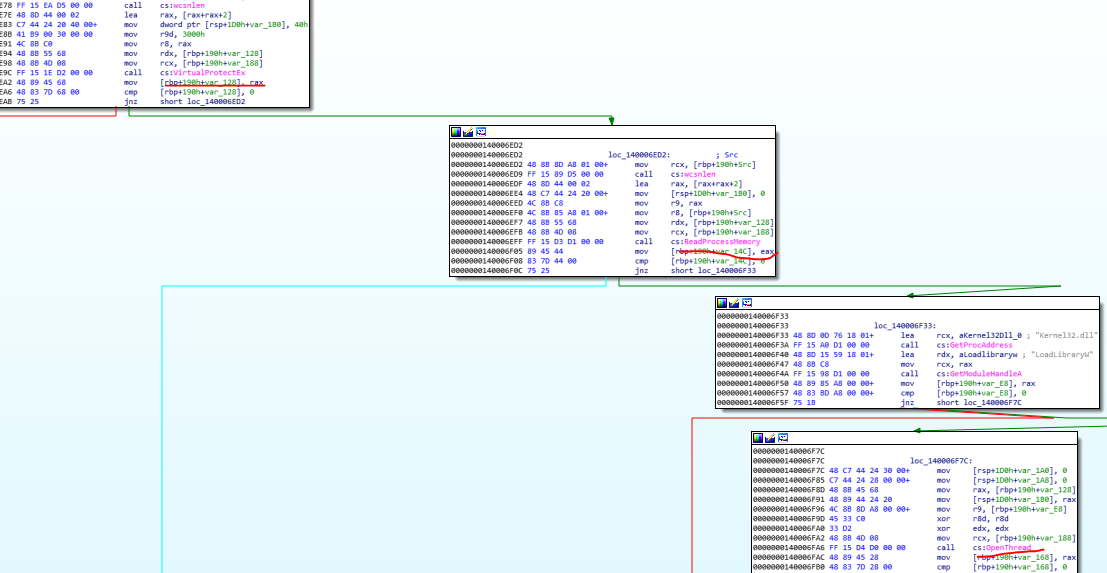 E78 FF 15 EA D5 00 00 call cs:wcsnlen
E7E 48 8D 44 00 02 lea rax, [rax+rax+2]
E83 C7 44 24 20 40 00+ mov dword ptr [rsp+1D0h+var_1B0], 40h
E8B 41 B9 00 30 00 00 mov r9d, 3000h
E91 4C 8B C0 mov r8, rax
E94 48 8B 55 68 mov rdx, [rbp+190h+var_128]
E98 48 8B 4D 08 mov rcx, [rbp+190h+var_188]
E9C FF 15 1E D2 00 00 call cs:VirtualProtectEx
EA2 48 89 45 68 mov [rbp+190h+var_128], rax
EA6 48 83 7D 68 00 cmp [rbp+190h+var_128], 0
EAB 75 25 jnz short loc_140006ED2
0000000140006ED2
0000000140006ED2 loc_140006ED2: ; Src
0000000140006ED2 48 8B 8D A8 01 00+ mov rcx, [rbp+190h+Src]
0000000140006ED9 FF 15 89 D5 00 00 call cs:wcsnlen
0000000140006EDF 48 8D 44 00 02 lea rax, [rax+rax+2]
0000000140006EE4 48 C7 44 24 20 00+ mov [rsp+1D0h+var_1B0], 0
0000000140006EED 4C 8B C8 mov r9, rax
0000000140006EF0 4C 8B 85 A8 01 00+ mov r8, [rbp+190h+Src]
0000000140006EF7 48 8B 55 68 mov rdx, [rbp+190h+var_128]
0000000140006EFB 48 8B 4D 08 mov rcx, [rbp+190h+var_188]
0000000140006EFF FF 15 D3 D1 00 00 call cs:ReadProcessMemory
0000000140006F05 89 45 44 mov [rbp+190h+var_14C], eax
0000000140006F08 83 7D 44 00 cmp [rbp+190h+var_14C], 0
0000000140006F0C 75 25 jnz short loc_140006F33
0000000140006F33
0000000140006F33 loc_140006F33:
0000000140006F33 48 8D 0D 76 18 01+ lea rcx, aKernel32Dll_0 ; "Kernel32.dll"
0000000140006F3A FF 15 A0 D1 00 00 call cs:GetProcAddress
0000000140006F40 48 8D 15 59 18 01+ lea rdx, aLoadlibraryw ; "LoadLibraryW"
0000000140006F47 48 8B C8 mov rcx, rax
0000000140006F4A FF 15 98 D1 00 00 call cs:GetModuleHandleA
0000000140006F50 48 89 85 A8 00 00+ mov [rbp+190h+var_E8], rax
0000000140006F57 48 83 BD A8 00 00+ cmp [rbp+190h+var_E8], 0
0000000140006F5F 75 1B jnz short loc_140006F7C
0000000140006F7C
0000000140006F7C loc_140006F7C:
0000000140006F7C 48 C7 44 24 30 00+ mov [rsp+1D0h+var_1A0], 0
0000000140006F85 C7 44 24 28 00 00+ mov [rsp+1D0h+var_1A8], 0
0000000140006F8D 48 8B 45 68 mov rax, [rbp+190h+var_128]
0000000140006F91 48 89 44 24 20 mov [rsp+1D0h+var_1B0], rax
0000000140006F96 4C 8B 8D A8 00 00+ mov r9, [rbp+190h+var_E8]
0000000140006F9D 45 33 C0 xor r8d, r8d
0000000140006FA0 33 D2 xor edx, edx
0000000140006FA2 48 8B 4D 08 mov rcx, [rbp+190h+var_188]
0000000140006FA6 FF 15 D4 D0 00 00 call cs:OpenThread
0000000140006FAC 48 89 45 28 mov [rbp+190h+var_168], rax
0000000140006FB0 48 83 7D 28 00 cmp [rbp+190h+var_168], 0